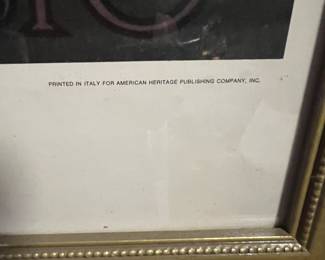 PRINTED IN ITALY FOR AMERICAN HERITAGE PUBLISHING COMPANY, INC.